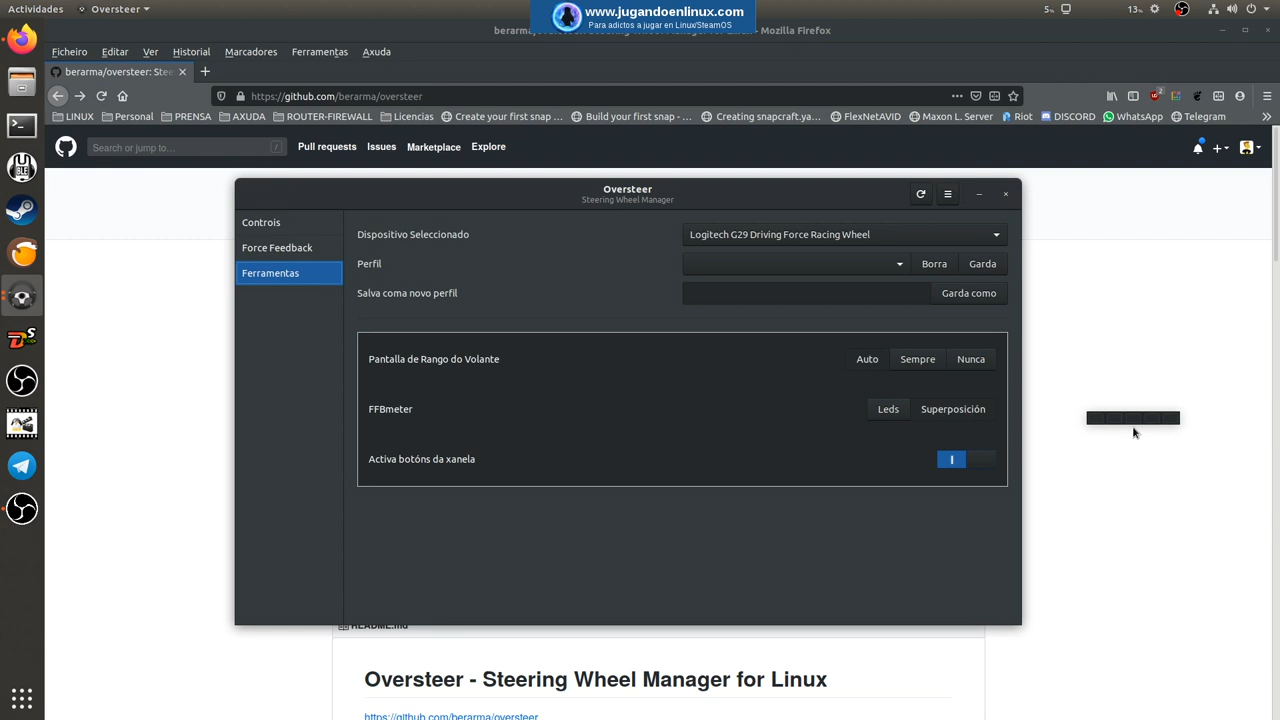 Actividades
Oversteer
5%
13%
www.jugandoenlinux.com
Para adictos a jugar en Linux/SteamOS
Mozilla Firefox
Ficheiro Editar Ver Historial Marcadores Ferramentas Axuda
berarma/oversteer: Stee
https://github.com/berarma/oversteer
LINUX Personal PRENSA AXUDA ROUTER-FIREWALL Licencias Create your first snap ... Build your first snap - ... Creating snapcraft.ya... FlexNetAVID Maxon L. Server Riot DISCORD WhatsApp Telegram
Search or jump to...
Pull requests Issues Marketplace Explore
Oversteer
Steering Wheel Manager
Controis
Force Feedback
Ferramentas
Dispositivo Seleccionado
Logitech G29 Driving Force Racing Wheel
Perfil
Borra Garda
Salva coma novo perfil
Garda como
Pantalla de Rango do Volante
Auto Sempre Nunca
FFBmeter
Leds Superposición
Activa botóns da xanela
README.md
Oversteer - Steering Wheel Manager for Linux
https://github.com/berarma/oversteer